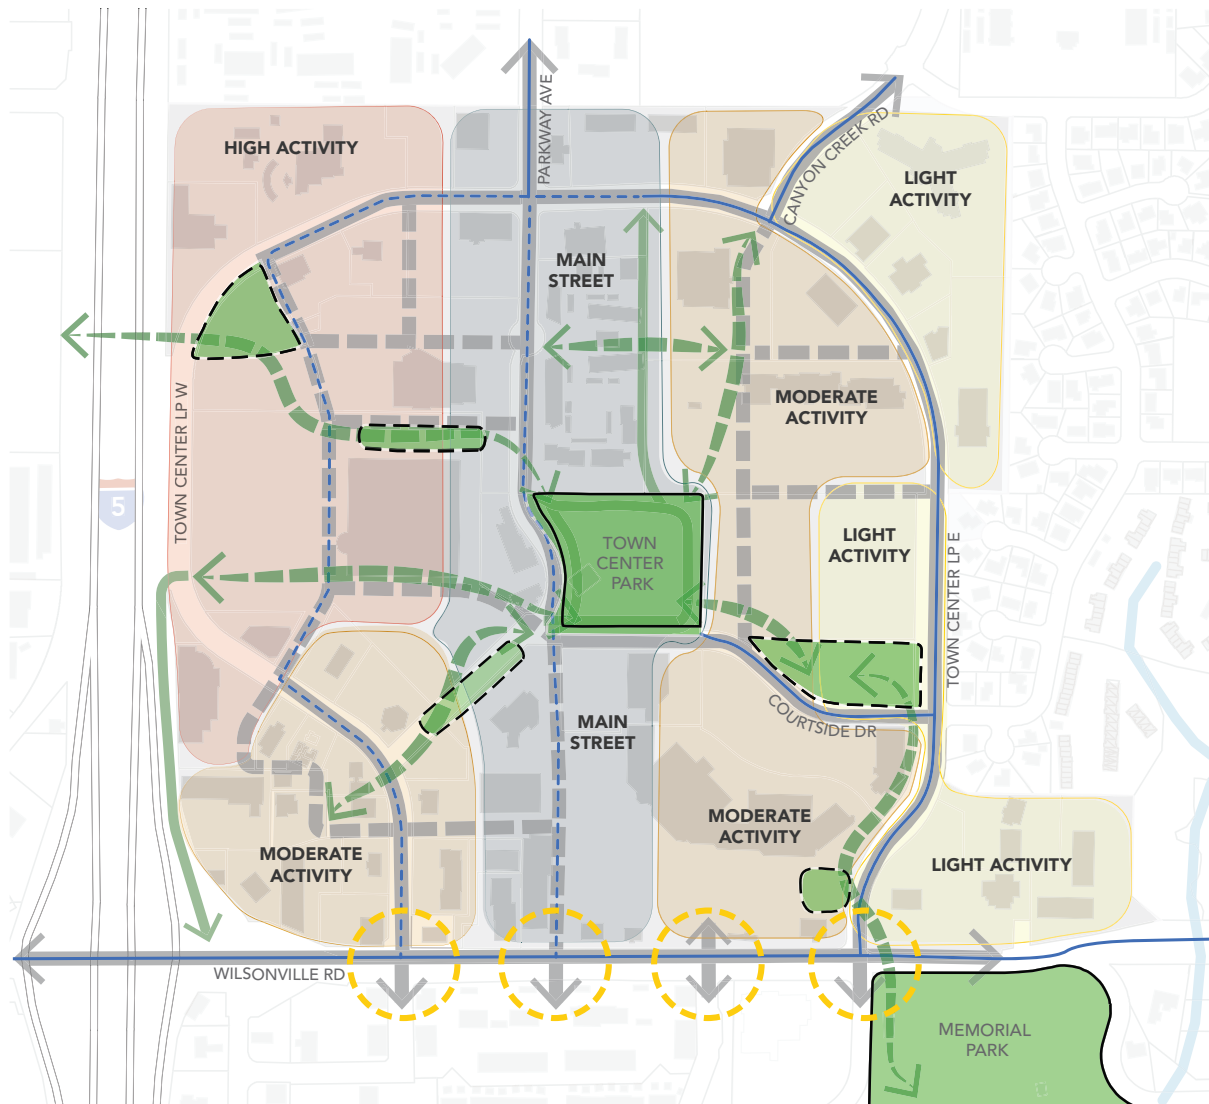 PARKWAY AVE
CANYON CREEK RD
HIGH ACTIVITY
LIGHT
ACTIVITY
MAIN
STREET
MODERATE
ACTIVITY
TOWN CENTER LP W
5
LIGHT
ACTIVITY
TOWN
CENTER
PARK
TOWN CENTER LP E
COURTSIDE DR
MAIN
STREET
MODERATE
ACTIVITY
MODERATE
ACTIVITY
LIGHT ACTIVITY
WILSONVILLE RD
MEMORIAL
PARK